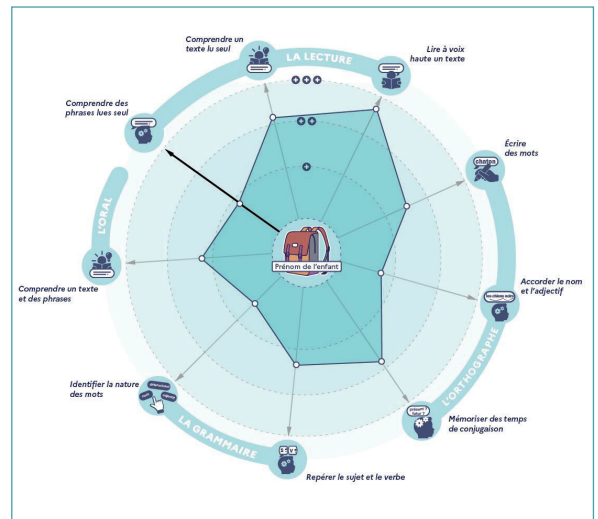 Comprendre un
texte lu seul
LA LECTURE
Lire à voix
haute un texte
Comprendre des
phrases lues seul
Écrire
des mots
chaton
L'ORAL
Prénom de l'enfant
Comprendre un texte
et des phrases
Accorder le nom
et l'adjectif
L'ORTHOGRAPHE
Identifier la nature
des mots
Mémoriser des temps
de conjugaison
LA GRAMMAIRE
Repérer le sujet et le verbe